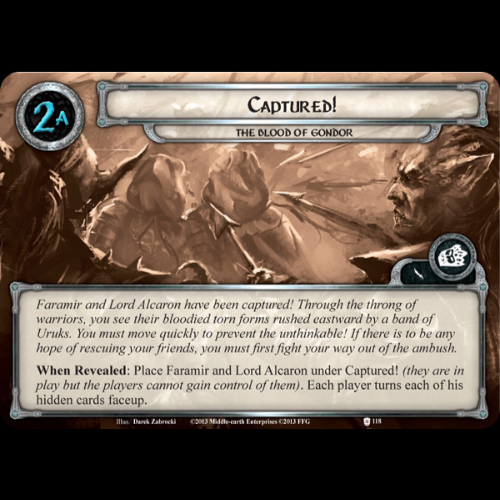 2A
CAPTURED!
THE BLOOD OF GONDOR
Faramir and Lord Alcaron have been captured! Through the throng of
warriors, you see their bloodied torn forms rushed eastward by a band of
Uruks. You must move quickly to prevent the unthinkable! If there is to be any
hope of rescuing your friends, you must first fight your way out of the ambush.
When Revealed: Place Faramir and Lord Alcaron under Captured! (they are in
play but the players cannot gain control of them). Each player turns each of his
hidden cards faceup.
Illus. Darek Zabrocki ©2013 Middle-earth Enterprises ©2013 FFG 118